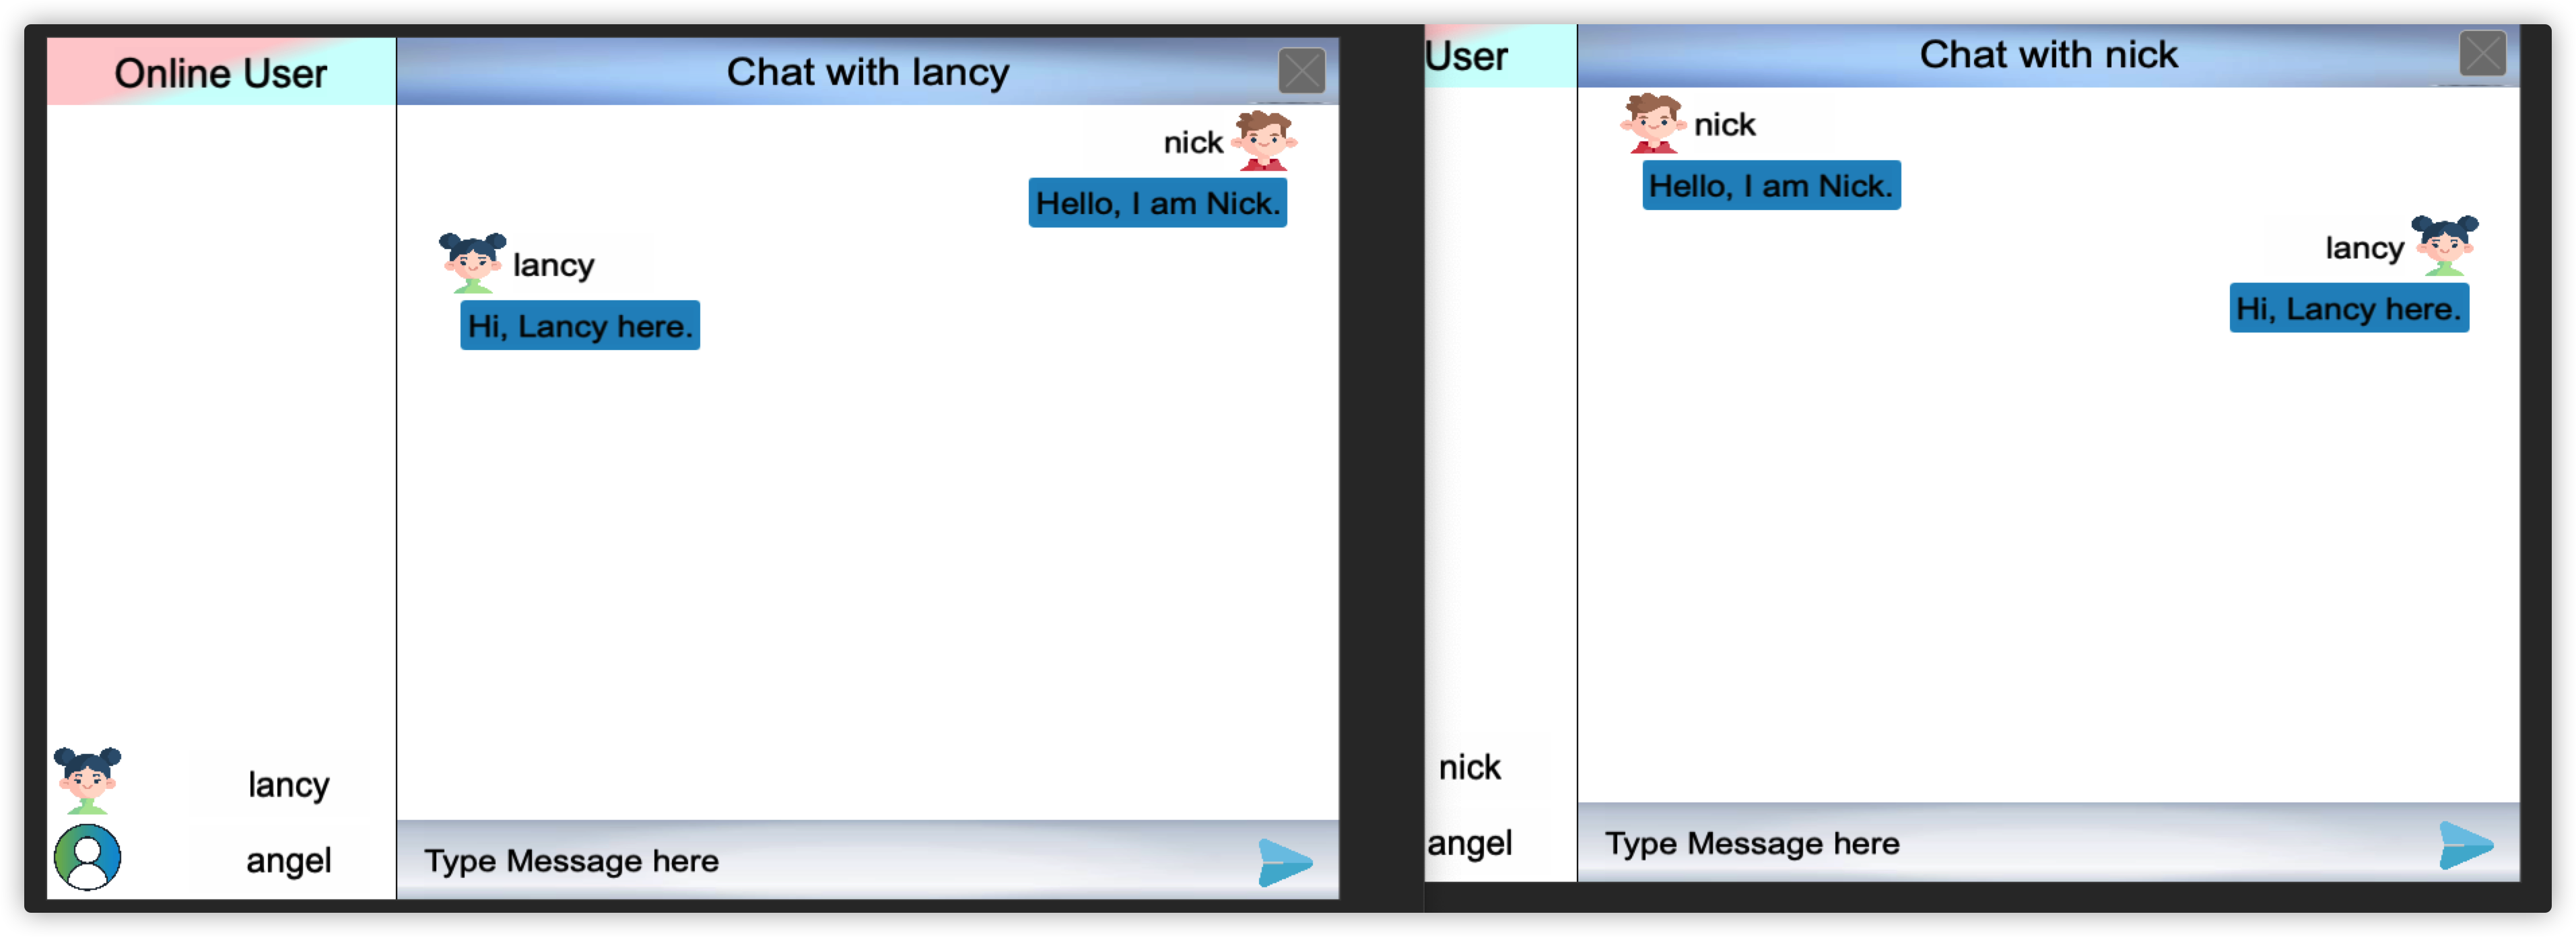 Online User
Chat with lancy
nick
Hello, I am Nick.
lancy
Hi, Lancy here.
lancy
angel
Type Message here
User
Chat with nick
nick
Hello, I am Nick.
lancy
Hi, Lancy here.
nick
angel
Type Message here